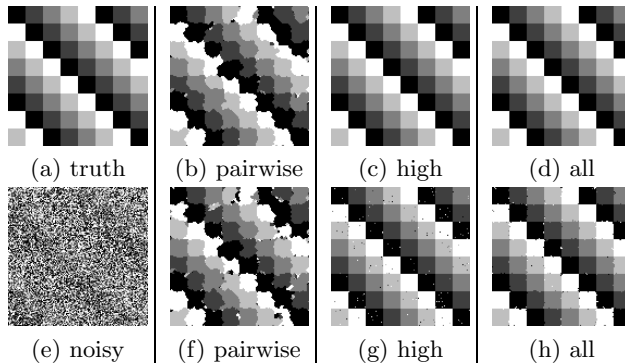 (a) truth (b) pairwise (c) high (d) all
(e) noisy (f) pairwise (g) high (h) all